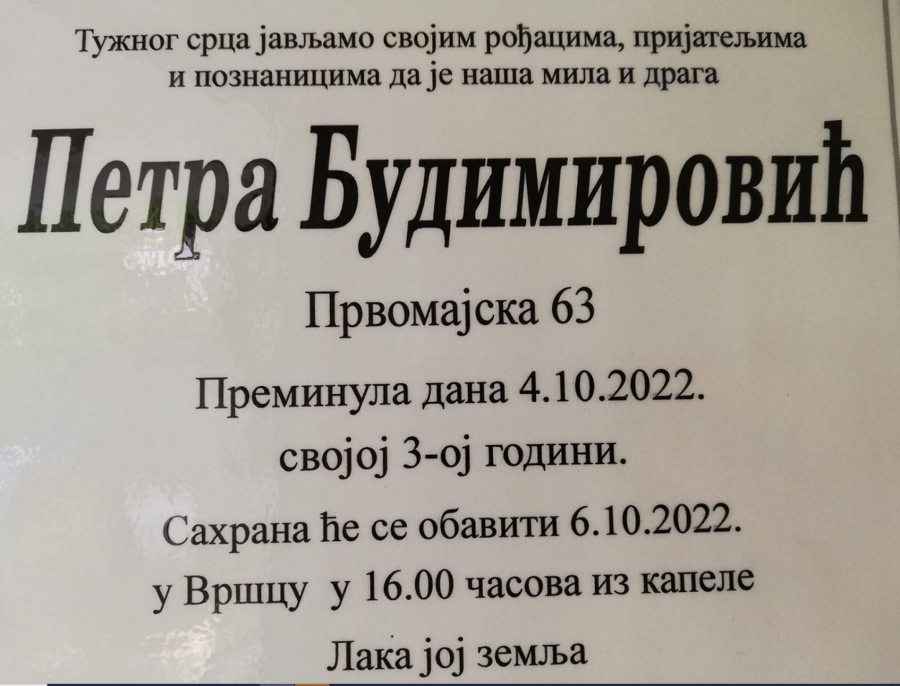 Тужног срца јављамо својим рођацима, пријатељима
и познаницима да је наша мила и драга
Петра Будимировић
Првомајска 63
Преминула дана 4.10.2022.
својој 3-ој години.
Сахрана ће се обавити 6.10.2022.
у Вршцу у 16.00 часова из капеле
Лака јој земља